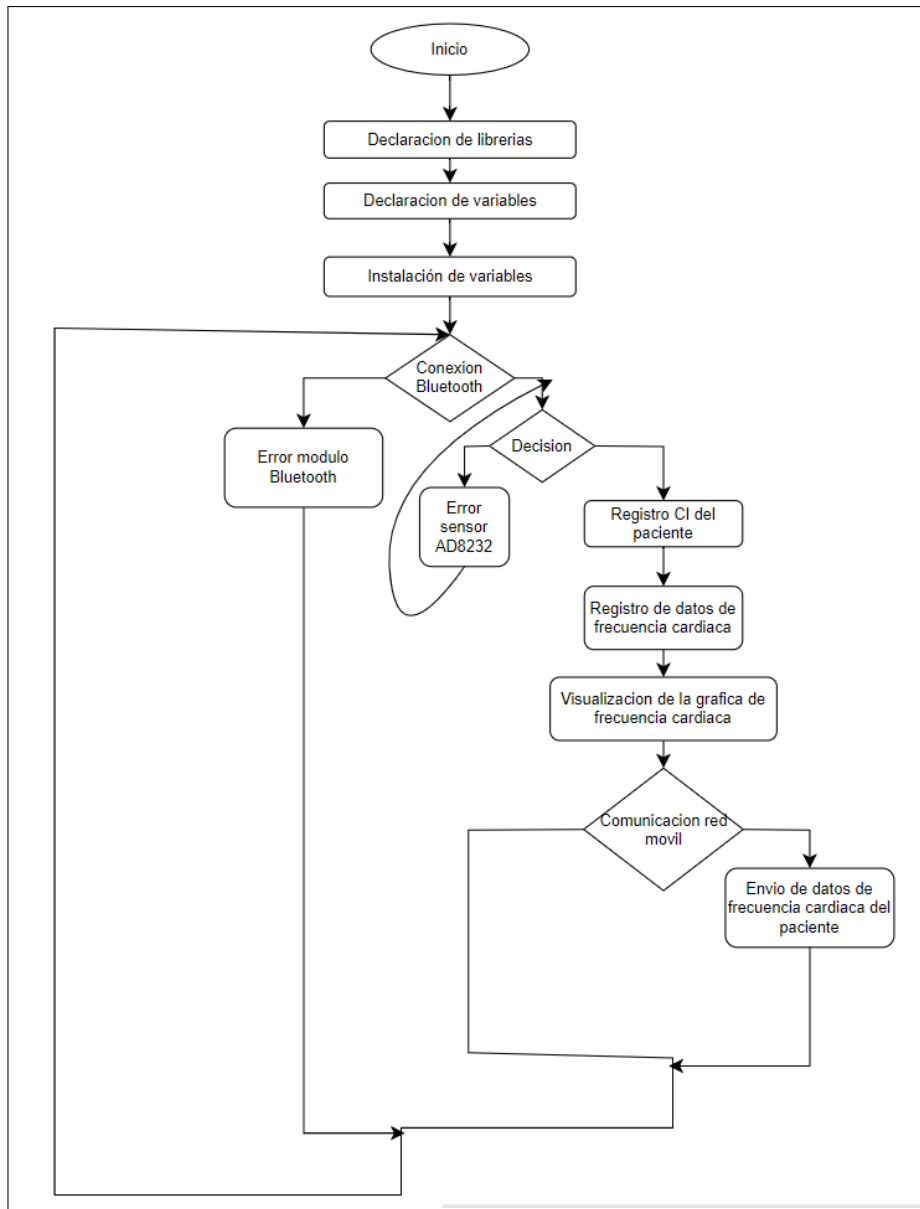 Inicio
Declaracion de librerias
Declaracion de variables
Instalación de variables
Conexion
Bluetooth
Error modulo
Bluetooth
Decision
Error
sensor
AD8232
Registro CI del
paciente
Registro de datos de
frecuencia cardiaca
Visualizacion de la grafica de
frecuencia cardiaca
Comunicacion red
movil
Envio de datos de
frecuencia cardiaca del
paciente